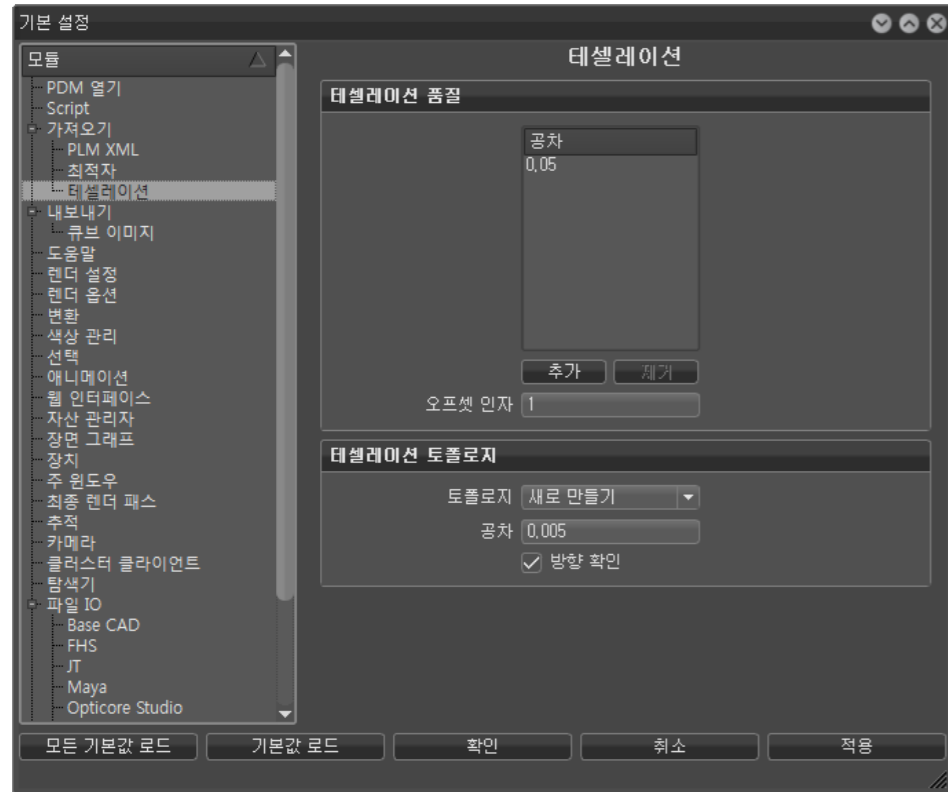 기본 설정
모듈
PDM 열기
Script
가져오기
PLM XML
최적자
테셀레이션
내보내기
큐브 이미지
도움말
렌더 설정
렌더 옵션
변환
색상 관리
선택
애니메이션
웹 인터페이스
자산 관리자
장면 그래프
장치
주 윈도우
최종 렌더 패스
추적
카메라
클러스터 클라이언트
탐색기
파일 IO
Base CAD
FHS
JT
Maya
Opticore Studio
테셀레이션
테셀레이션 품질
공차
0,05
추가 제거
오프셋 인자 1
테셀레이션 토폴로지
토폴로지 새로 만들기
공차 0,005
방향 확인
모든 기본값 로드 기본값 로드 확인 취소 적용